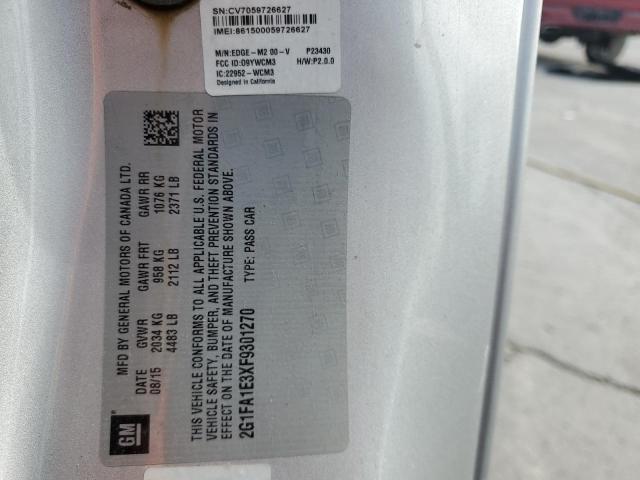 SN:CV7059726627
IMEI:861500059726627
M/N:EDGE-M2 00-V P23430
FCC ID:O9YWCM3 H/W:P2.0.0
IC:22952-WCM3
Designed in California
MFD BY GENERAL MOTORS OF CANADA LTD.
DATE GVWR GAWR FRT GAWR RR
08/15 2034 KG 958 KG 1076 KG
4483 LB 2112 LB 2371 LB
THIS VEHICLE CONFORMS TO ALL APPLICABLE U.S. FEDERAL MOTOR
VEHICLE SAFETY, BUMPER, AND THEFT PREVENTION STANDARDS IN
EFFECT ON THE DATE OF MANUFACTURE SHOWN ABOVE.
2G1FA1E3XF9301270 TYPE: PASS CAR
GM